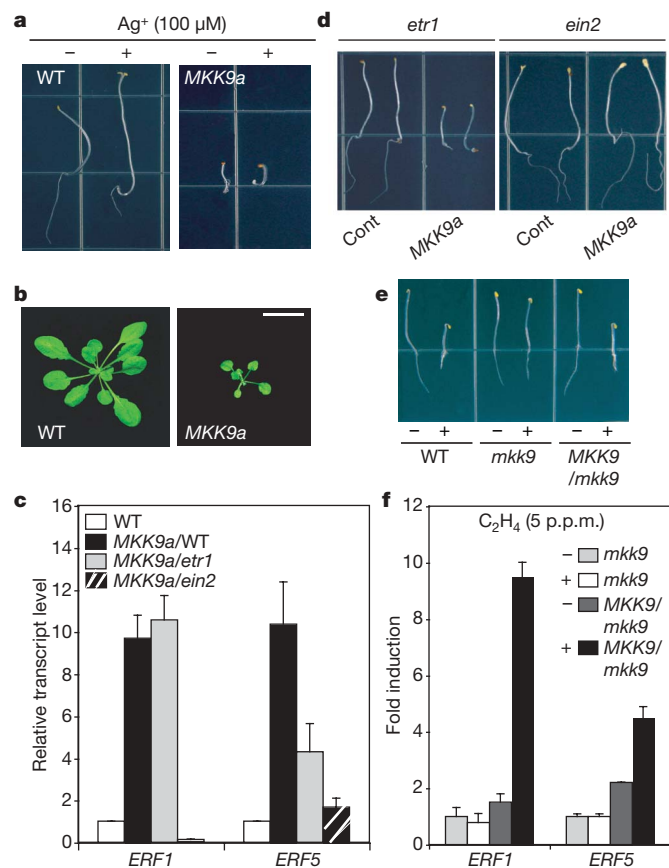 a
Ag⁺ (100 µM)
− + − +
WT MKK9a
d
etr1 ein2
Cont MKK9a Cont MKK9a
b
WT MKK9a
e
− + − + − +
WT mkk9 MKK9
/mkk9
c
16
14
12
10
8
6
4
2
0
Relative transcript level
WT
MKK9a/WT
MKK9a/etr1
MKK9a/ein2
ERF1 ERF5
f
12
10
8
6
4
2
0
Fold induction
C₂H₄ (5 p.p.m.)
− mkk9
+ mkk9
− MKK9/
mkk9
+ MKK9/
mkk9
ERF1 ERF5